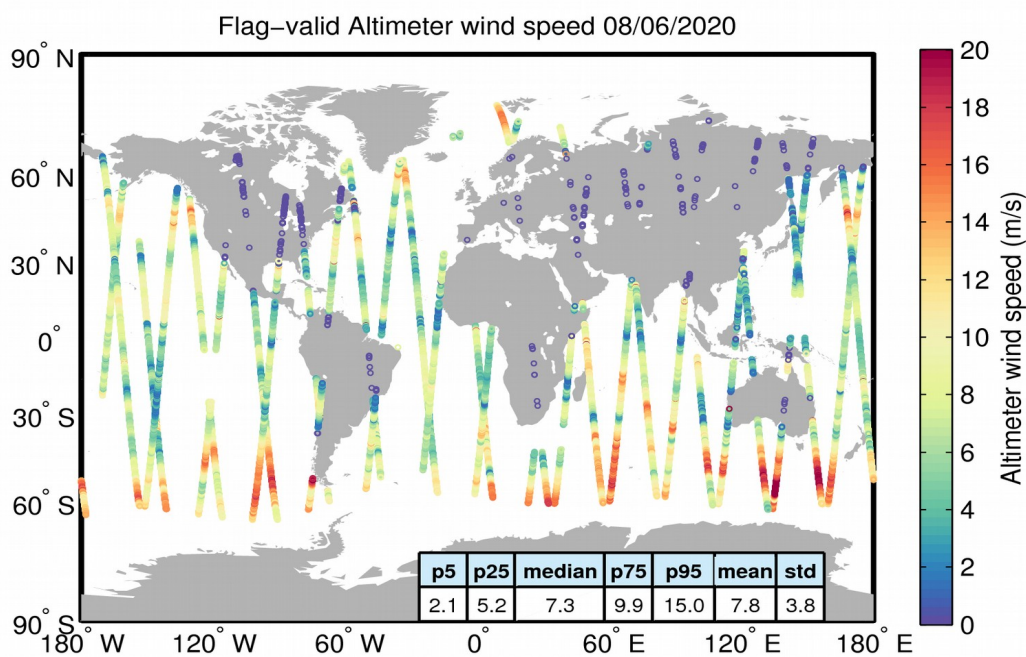 Flag−valid Altimeter wind speed 08/06/2020
90° N
60° N
30° N
0°
30° S
60° S
90° S
180° W
120° W
60° W
0°
60° E
120° E
180° E
p5 p25 median p75 p95 mean std
2.1 5.2 7.3 9.9 15.0 7.8 3.8
20
18
16
14
12
10
8
6
4
2
0
Altimeter wind speed (m/s)